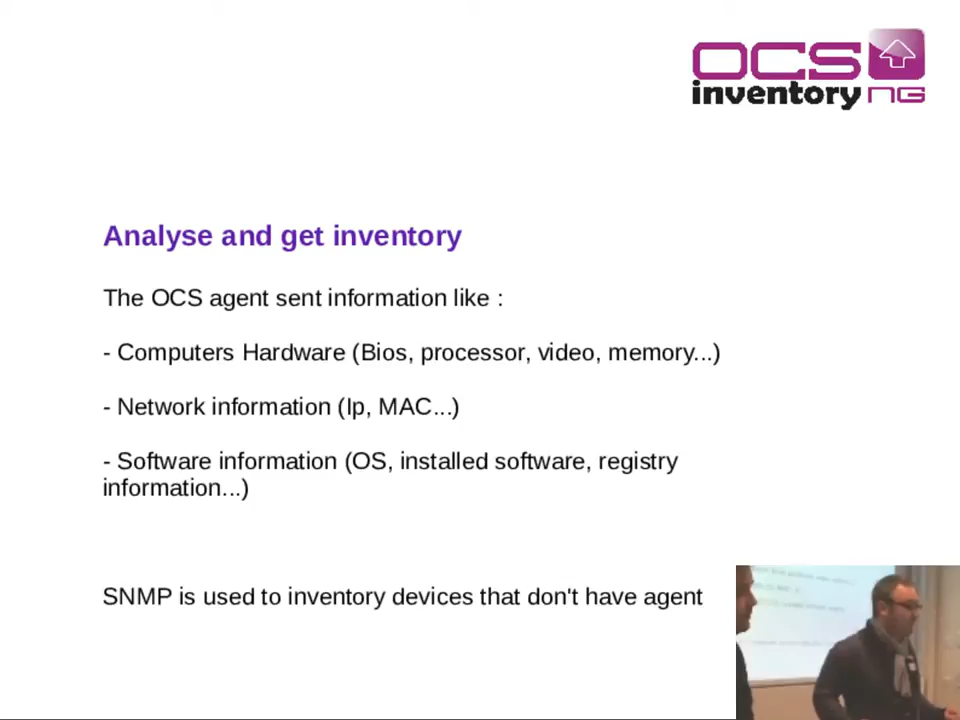 OCS
inventory NG
Analyse and get inventory
The OCS agent sent information like :
- Computers Hardware (Bios, processor, video, memory...)
- Network information (Ip, MAC...)
- Software information (OS, installed software, registry
information...)
SNMP is used to inventory devices that don't have agent